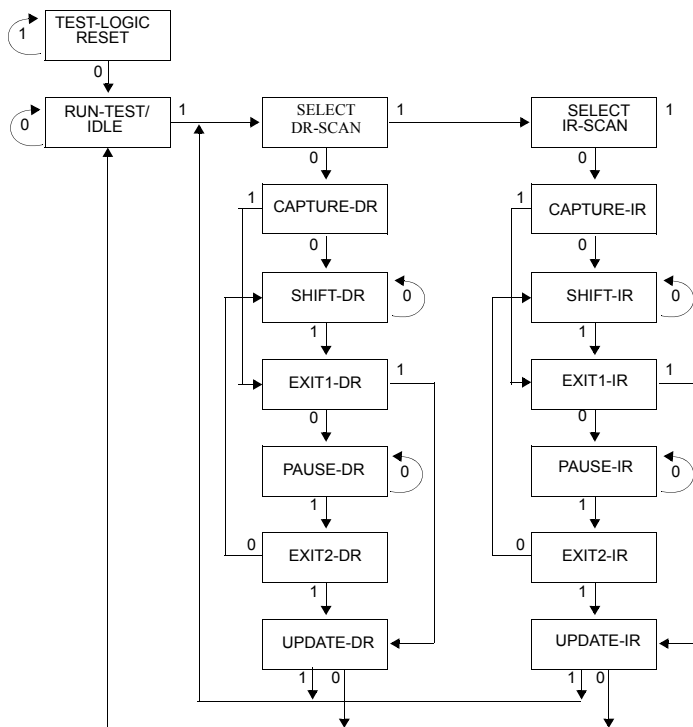 TEST-LOGIC
RESET
1
0
RUN-TEST/
IDLE
0
1
SELECT
DR-SCAN
1
SELECT
IR-SCAN
1
0
0
1
CAPTURE-DR
1
CAPTURE-IR
0
0
SHIFT-DR
0
SHIFT-IR
0
1
1
EXIT1-DR
1
EXIT1-IR
1
0
0
PAUSE-DR
0
PAUSE-IR
0
1
1
0
EXIT2-DR
0
EXIT2-IR
1
1
UPDATE-DR
UPDATE-IR
1
0
1
0